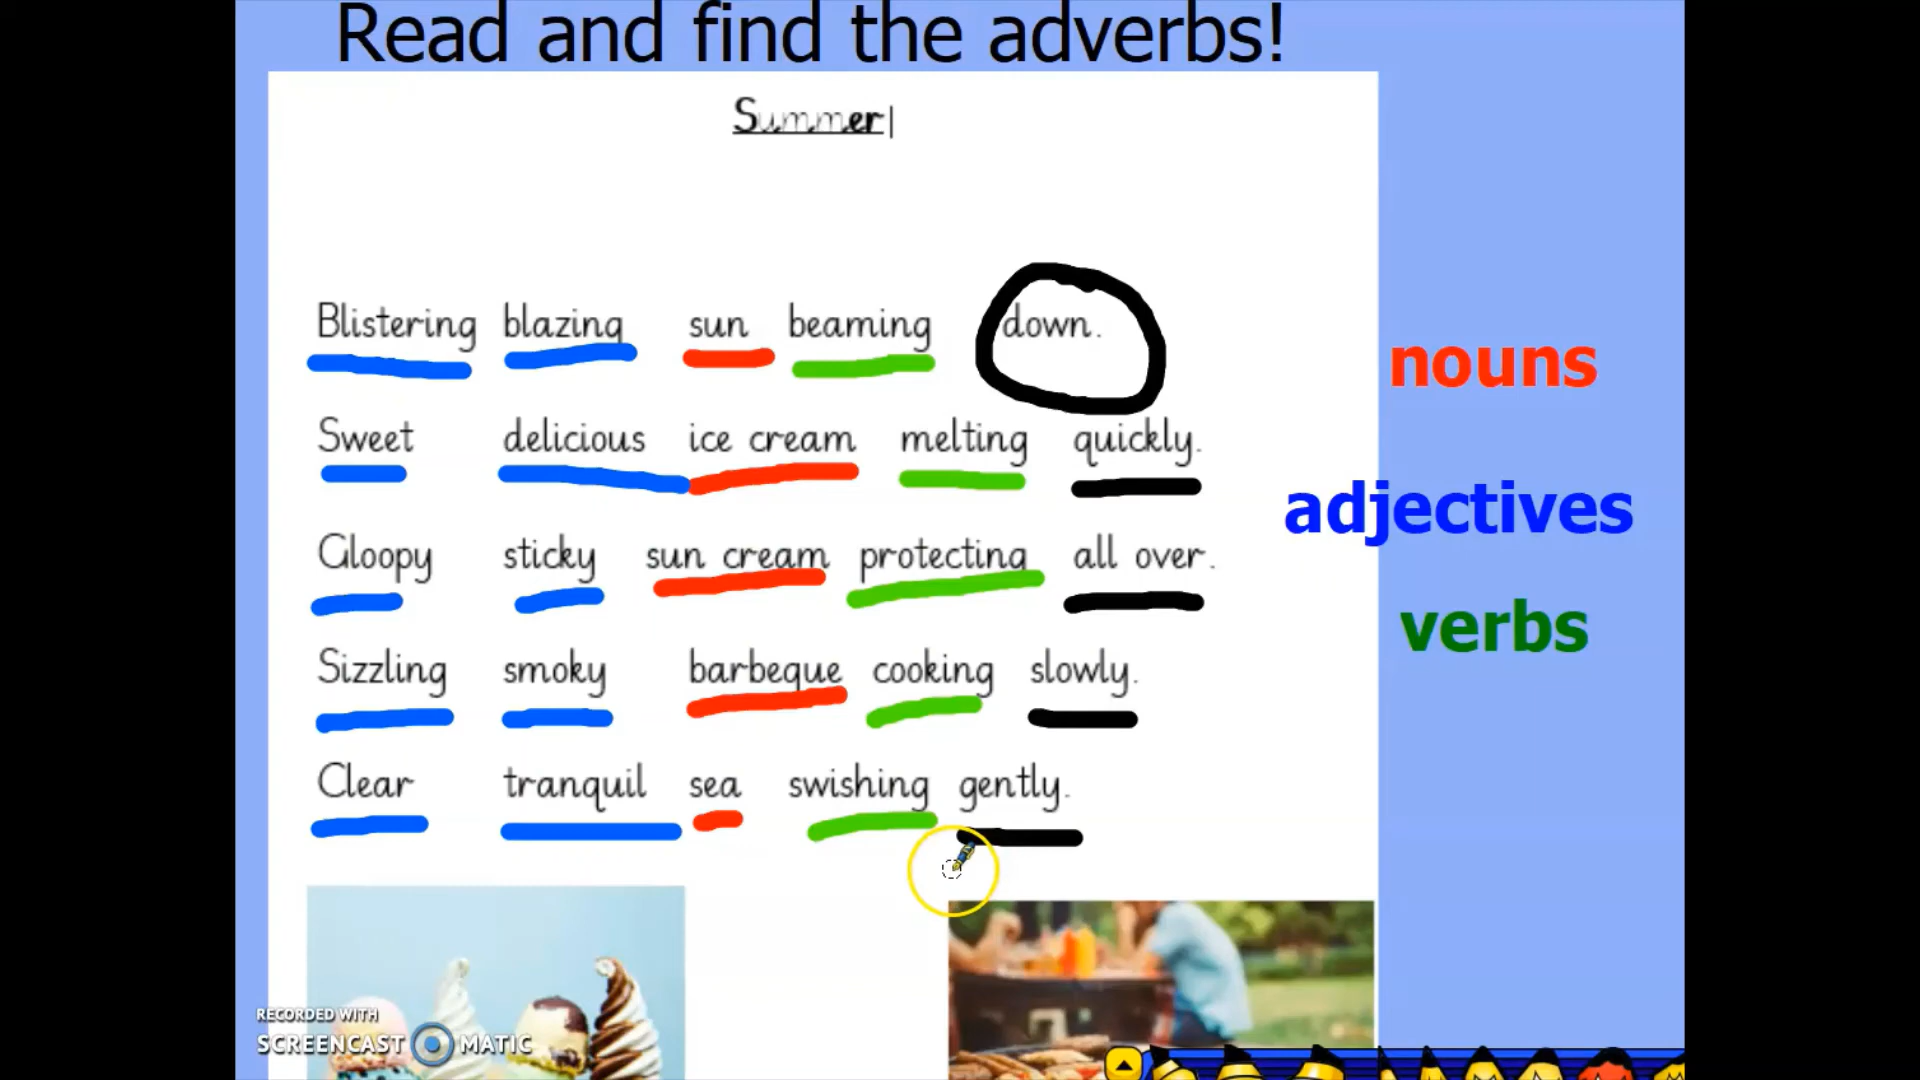 Read and find the adverbs!
Summer
Blistering blazing sun beaming down.
Sweet delicious ice cream melting quickly.
Gloopy sticky sun cream protecting all over.
Sizzling smoky barbeque cooking slowly.
Clear tranquil sea swishing gently.
nouns
adjectives
verbs
RECORDED WITH
SCREENCAST MATIC